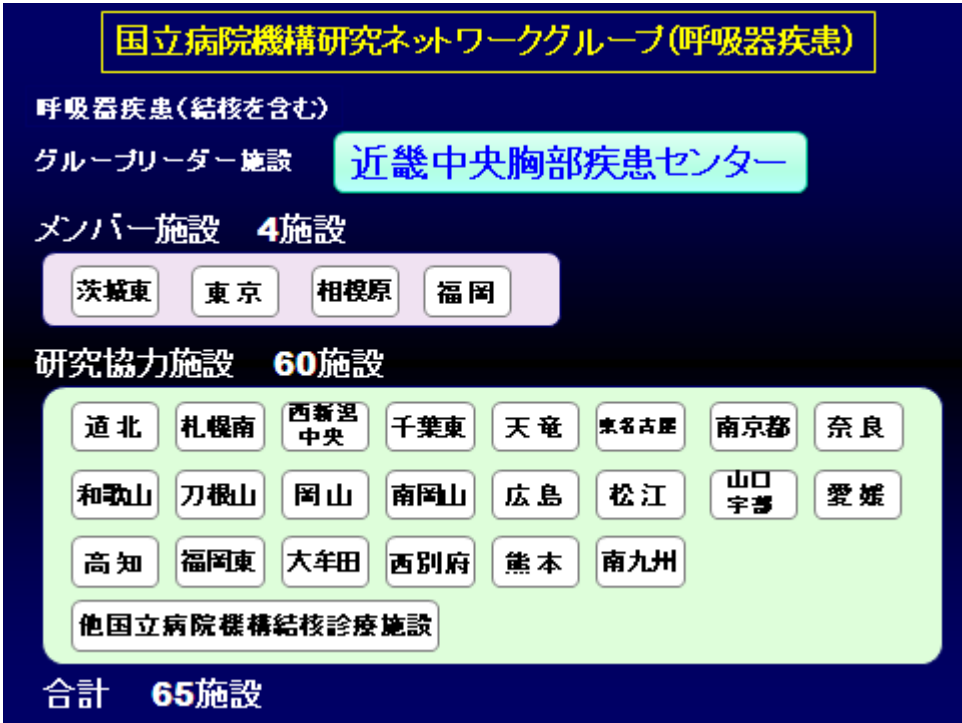 国立病院機構研究ネットワークグループ(呼吸器疾患)
呼吸器疾患(結核を含む)
グループリーダー施設 近畿中央胸部疾患センター
メンバー施設 4施設
茨城東 東京 相模原 福岡
研究協力施設 60施設
道北 札幌南 西新潟中央 千葉東 天竜 東名古屋 南京都 奈良
和歌山 刀根山 岡山 南岡山 広島 松江 山口宇部 愛媛
高知 福岡東 大牟田 西別府 熊本 南九州
他国立病院機構結核診療施設
合計 65施設